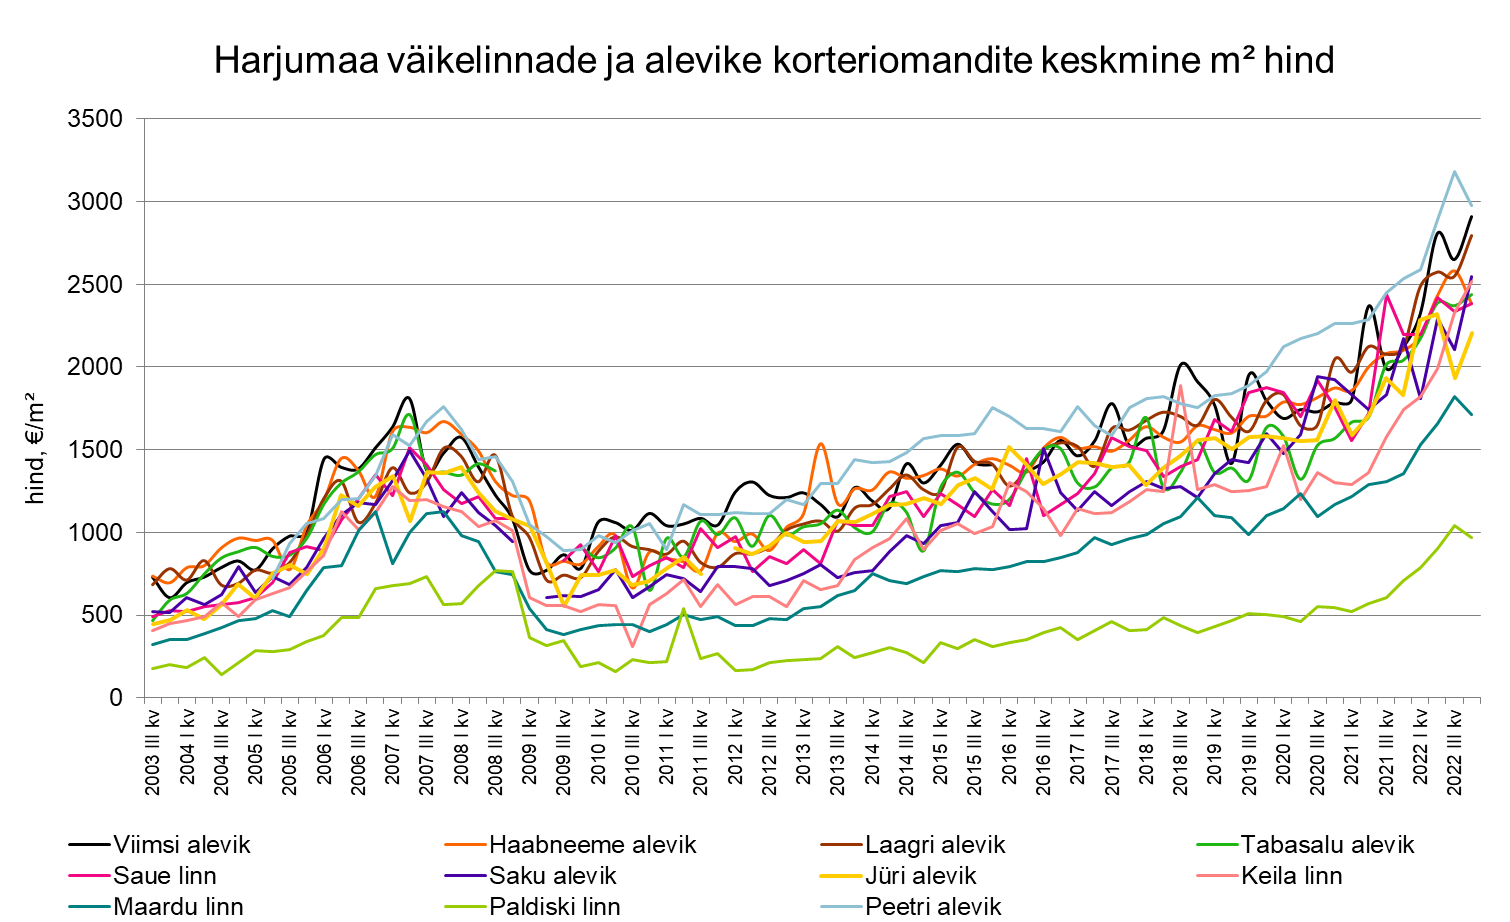 Harjumaa väikelinnade ja alevike korteriomandite keskmine m² hind
hind, €/m²
3500
3000
2500
2000
1500
1000
500
0
2003 III kv
2004 I kv
2004 III kv
2005 I kv
2005 III kv
2006 I kv
2006 III kv
2007 I kv
2007 III kv
2008 I kv
2008 III kv
2009 I kv
2009 III kv
2010 I kv
2010 III kv
2011 I kv
2011 III kv
2012 I kv
2012 III kv
2013 I kv
2013 III kv
2014 I kv
2014 III kv
2015 I kv
2015 III kv
2016 I kv
2016 III kv
2017 I kv
2017 III kv
2018 I kv
2018 III kv
2019 I kv
2019 III kv
2020 I kv
2020 III kv
2021 I kv
2021 III kv
2022 I kv
2022 III kv
Viimsi alevik Haabneeme alevik Laagri alevik Tabasalu alevik
Saue linn Saku alevik Jüri alevik Keila linn
Maardu linn Paldiski linn Peetri alevik